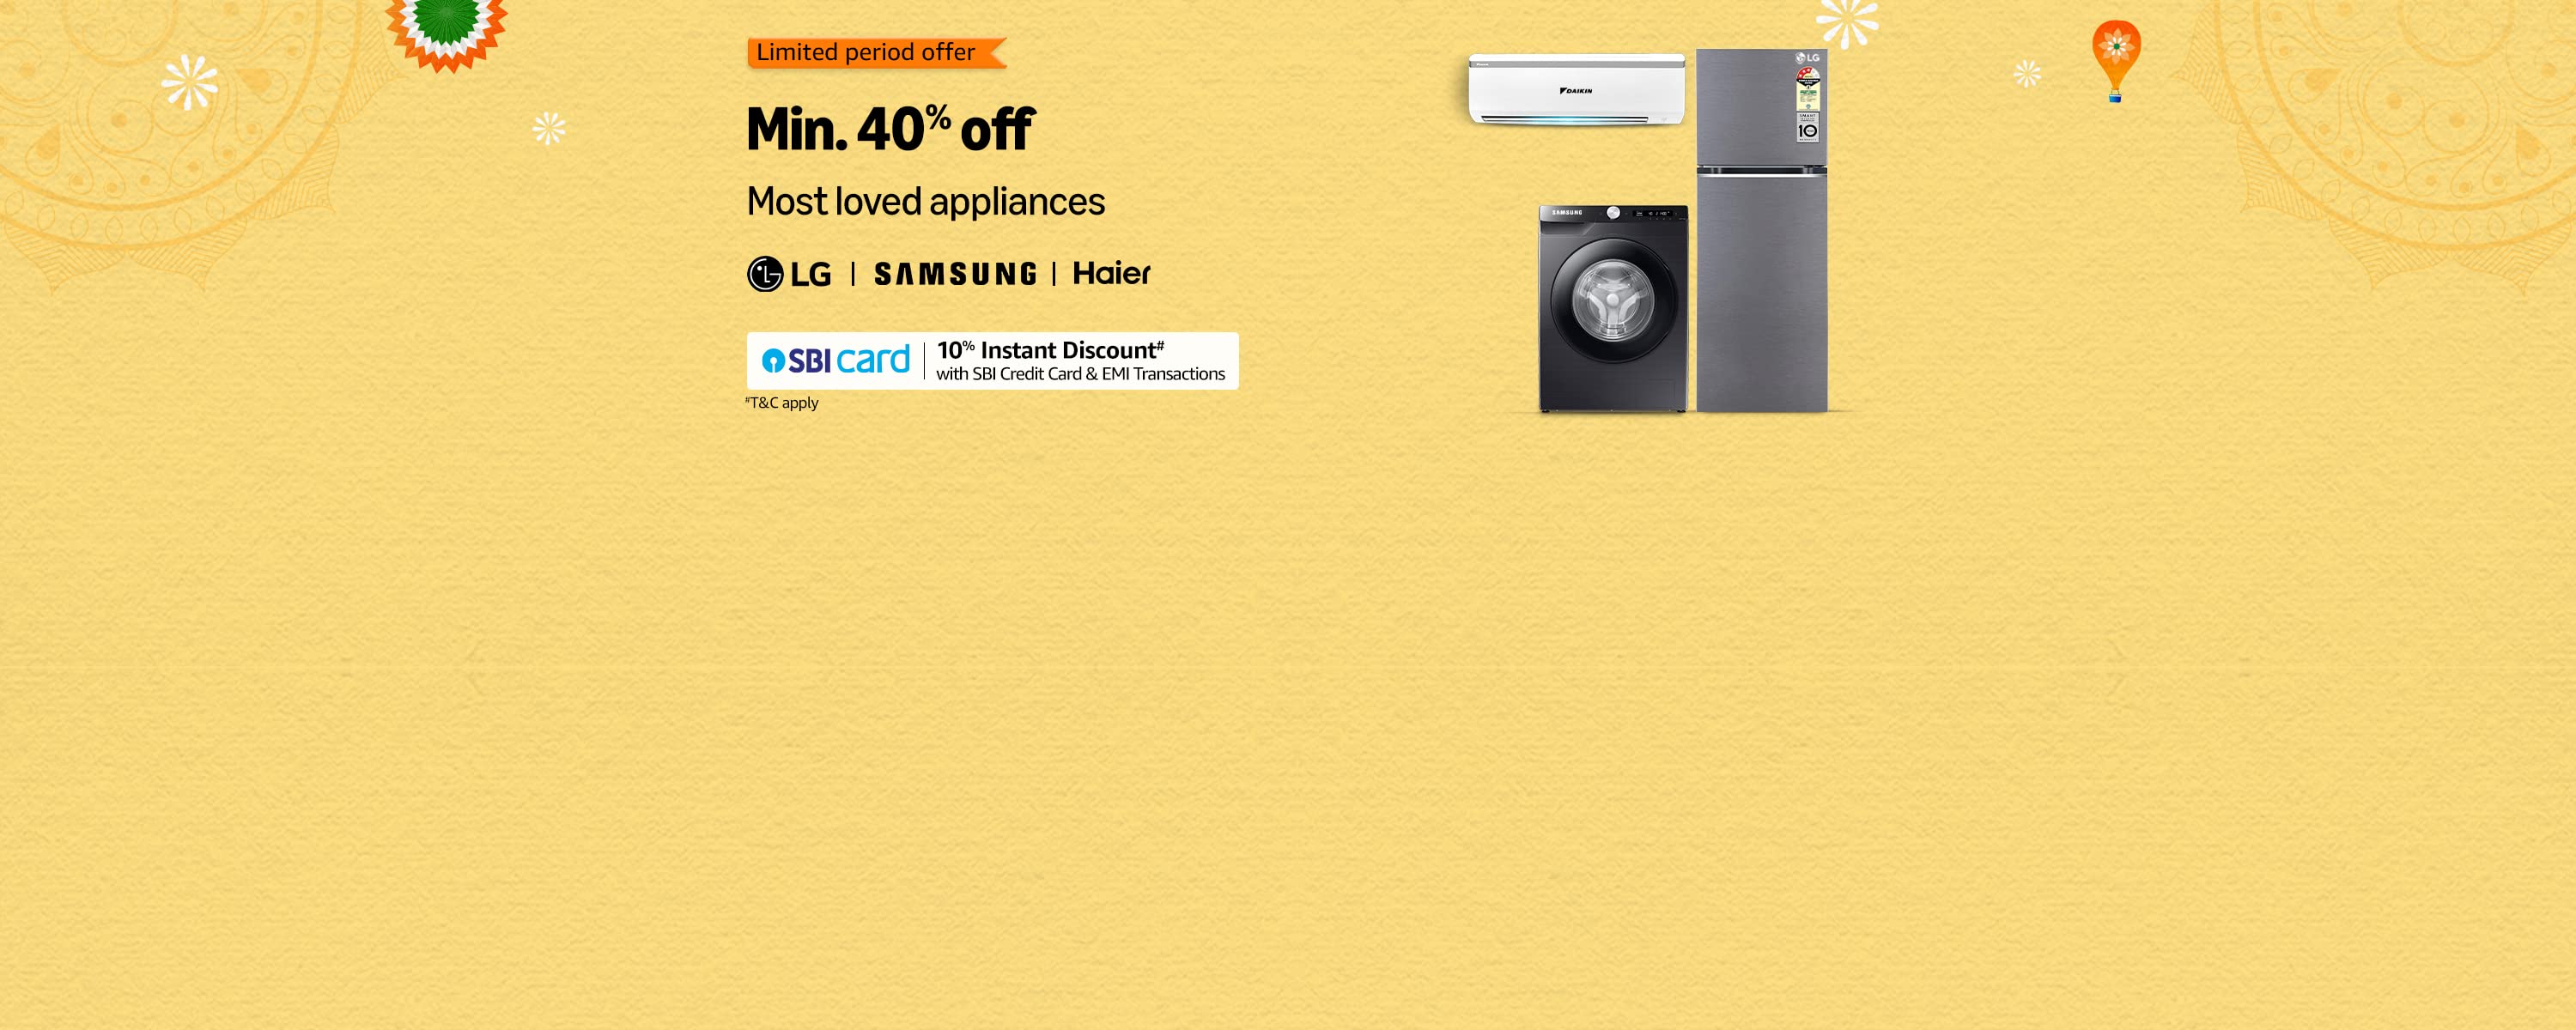 Limited period offer
Min. 40% off
Most loved appliances
LG | SAMSUNG | Haier
SBI card | 10% Instant Discount#
with SBI Credit Card & EMI Transactions
#T&C apply
DAIKIN
LG
10
SAMSUNG